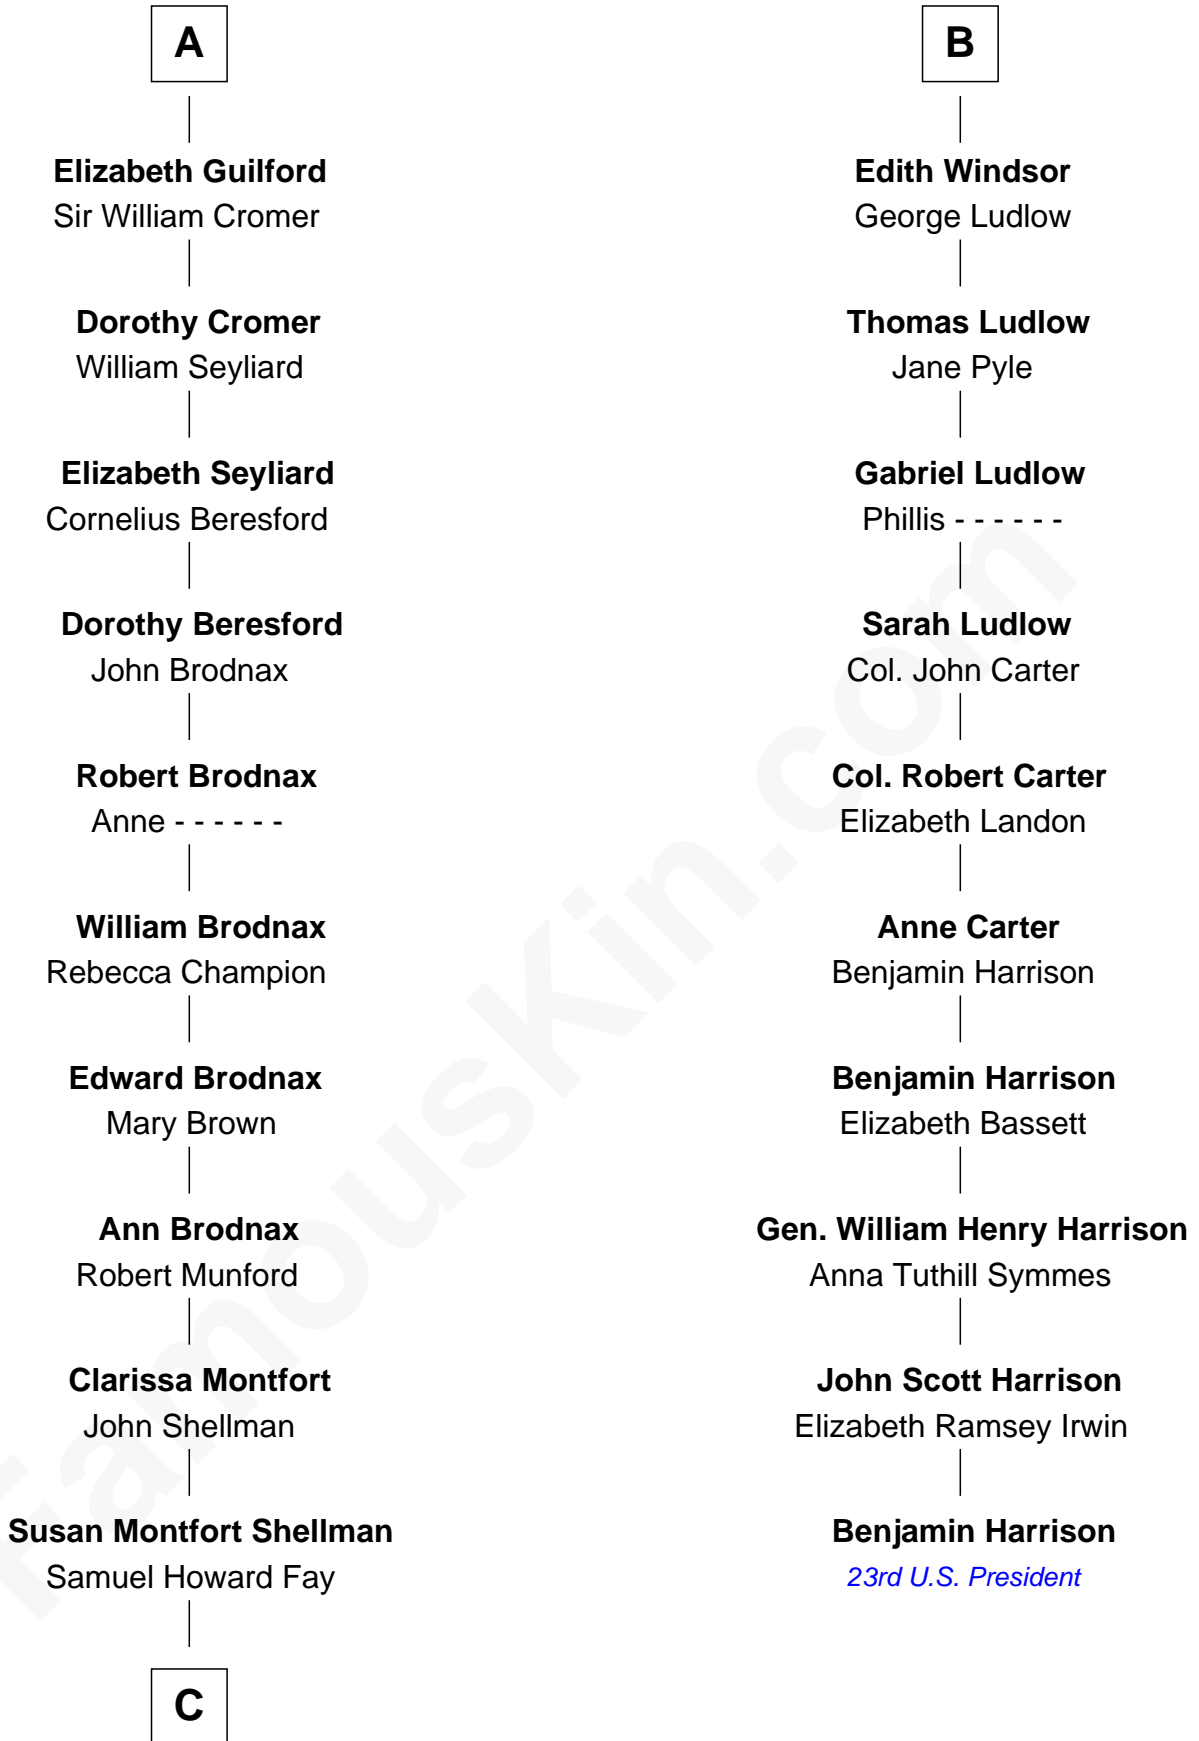 A
Elizabeth Guilford
Sir William Cromer
Dorothy Cromer
William Seyliard
Elizabeth Seyliard
Cornelius Beresford
Dorothy Beresford
John Brodnax
Robert Brodnax
Anne - - - - - -
William Brodnax
Rebecca Champion
Edward Brodnax
Mary Brown
Ann Brodnax
Robert Munford
Clarissa Montfort
John Shellman
Susan Montfort Shellman
Samuel Howard Fay
C
B
Edith Windsor
George Ludlow
Thomas Ludlow
Jane Pyle
Gabriel Ludlow
Phillis - - - - - -
Sarah Ludlow
Col. John Carter
Col. Robert Carter
Elizabeth Landon
Anne Carter
Benjamin Harrison
Benjamin Harrison
Elizabeth Bassett
Gen. William Henry Harrison
Anna Tuthill Symmes
John Scott Harrison
Elizabeth Ramsey Irwin
Benjamin Harrison
23rd U.S. President
FamousKin.com